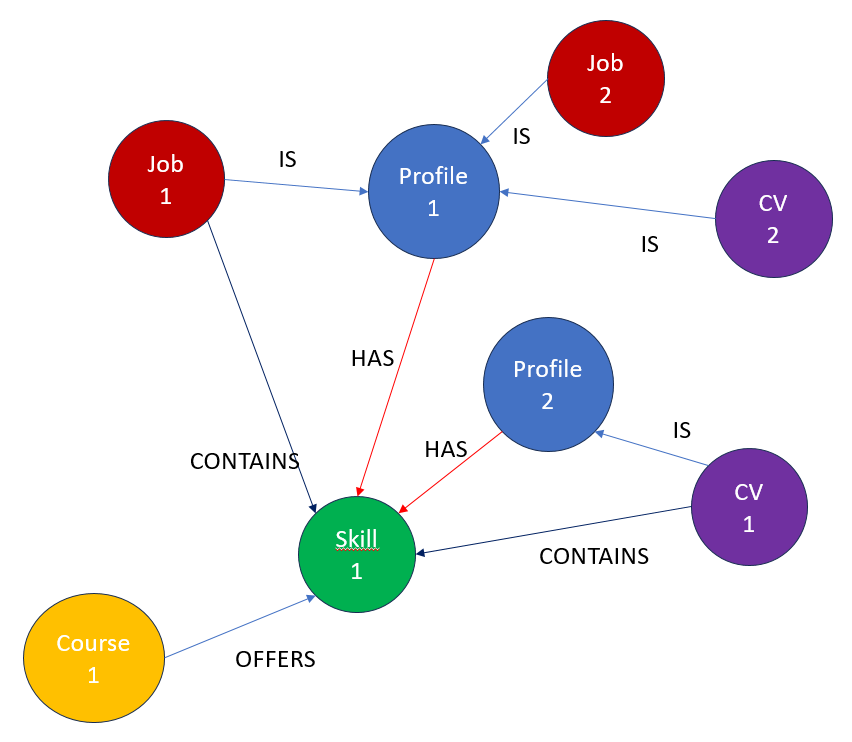 Job
2
IS
Job
1
IS
Profile
1
CV
2
IS
HAS
Profile
2
HAS
IS
CONTAINS
CV
1
Skill
1
CONTAINS
Course
1
OFFERS